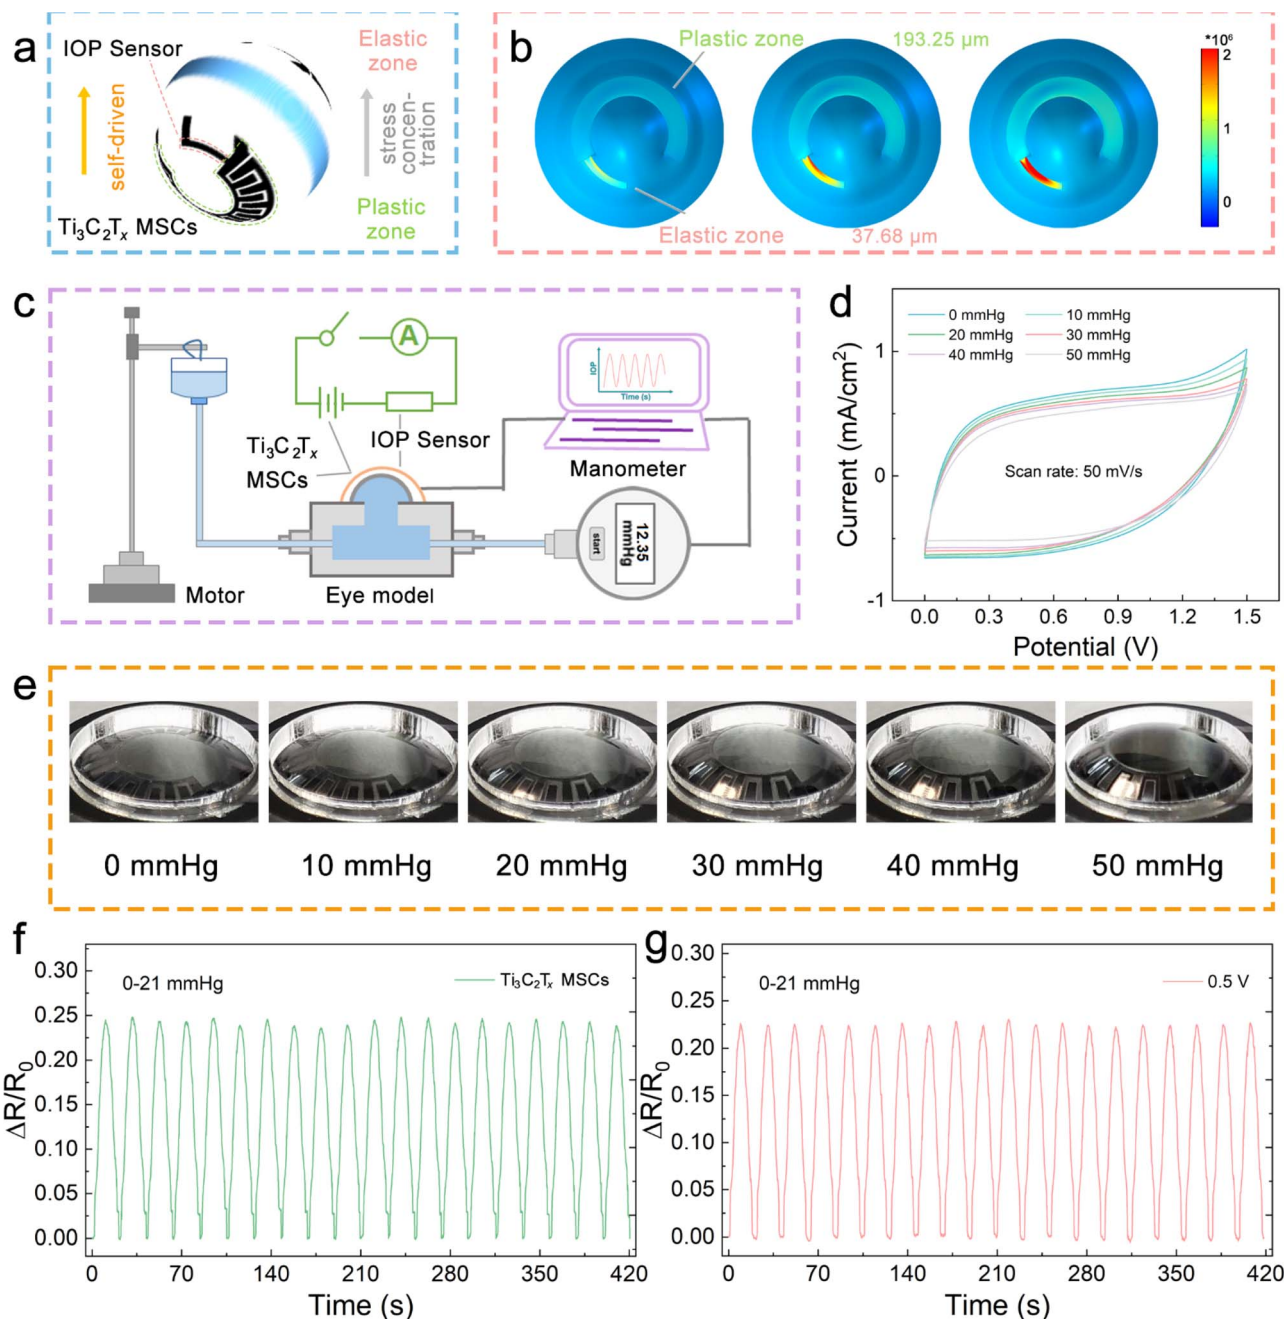 a
IOP Sensor
self-driven
Ti₃C₂Tₓ MSCs
Elastic
zone
stress
concen-
tration
Plastic
zone
b
Plastic zone
193.25 μm
Elastic zone
37.68 μm
*10⁶
2
1
0
c
A
Ti₃C₂Tₓ
MSCs
IOP Sensor
IOP
Time (s)
Manometer
start
12.35
mmHg
Motor
Eye model
d
0 mmHg
10 mmHg
20 mmHg
30 mmHg
40 mmHg
50 mmHg
Scan rate: 50 mV/s
Current (mA/cm²)
1
0
-1
0.0 0.3 0.6 0.9 1.2 1.5
Potential (V)
e
0 mmHg
10 mmHg
20 mmHg
30 mmHg
40 mmHg
50 mmHg
f
0-21 mmHg
Ti₃C₂Tₓ MSCs
ΔR/R₀
0.30
0.25
0.20
0.15
0.10
0.05
0.00
0 70 140 210 280 350 420
Time (s)
g
0-21 mmHg
0.5 V
ΔR/R₀
0.30
0.25
0.20
0.15
0.10
0.05
0.00
0 70 140 210 280 350 420
Time (s)